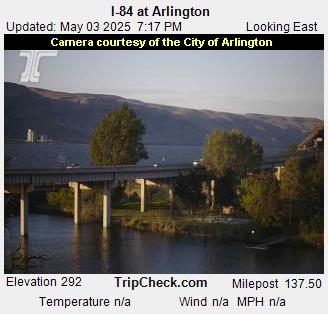 I-84 at Arlington
Updated: May 03 2025 7:17 PM Looking East
Camera courtesy of the City of Arlington
Elevation 292 TripCheck.com Milepost 137.50
Temperature n/a Wind n/a MPH n/a